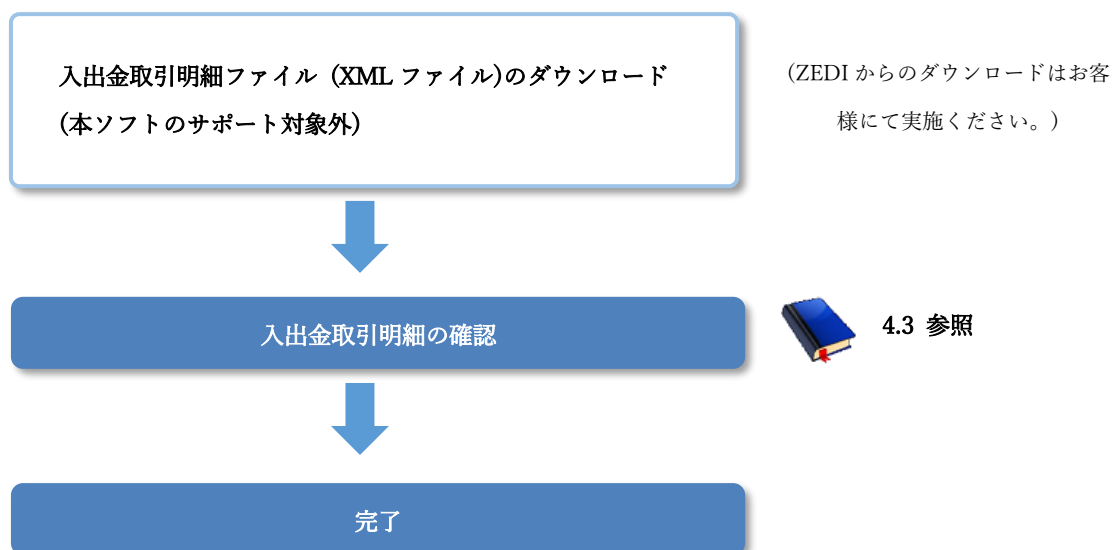 入出金取引明細ファイル (XML ファイル)のダウンロード
(本ソフトのサポート対象外)
(ZEDI からのダウンロードはお客
様にて実施ください。)
入出金取引明細の確認
4.3 参照
完了